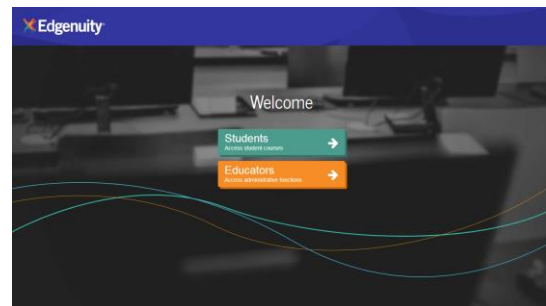 Edgenuity
Welcome
Students
Access student courses
Educators
Access administrative functions